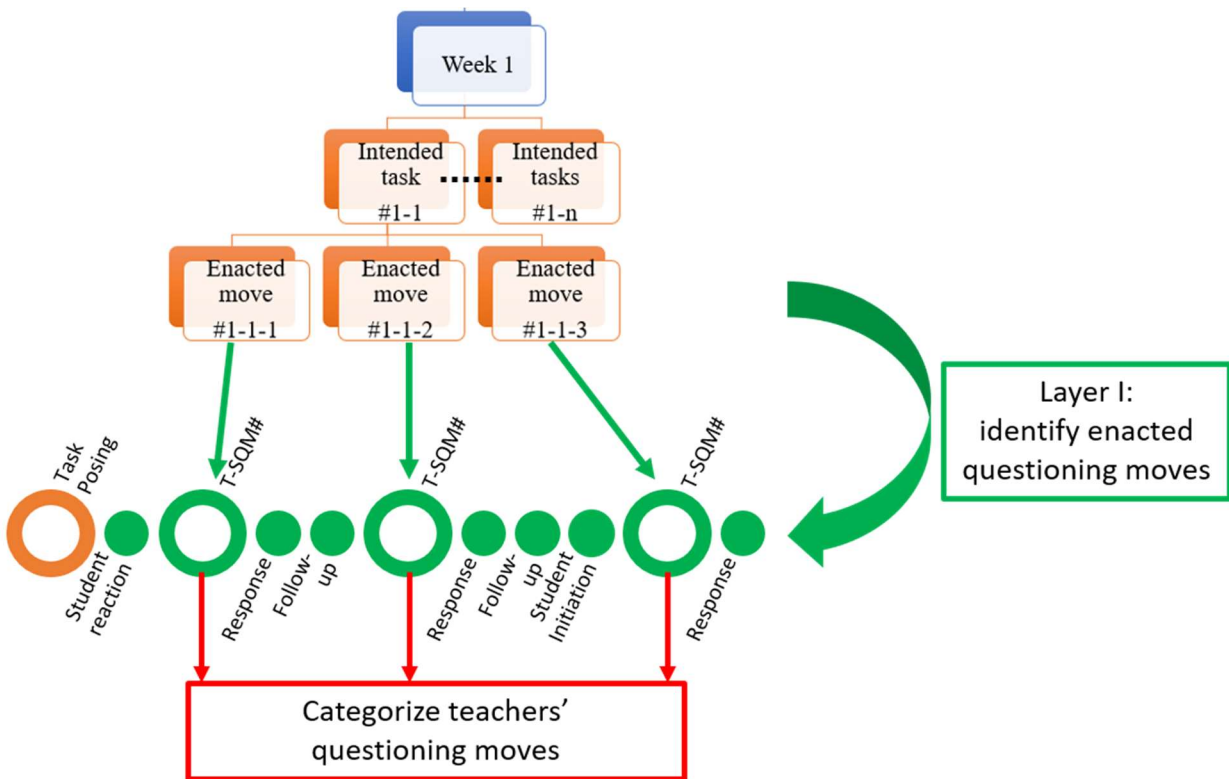 Week 1
Intended
task
#1-1
......
Intended
tasks
#1-n
Enacted
move
#1-1-1
Enacted
move
#1-1-2
Enacted
move
#1-1-3
Layer I:
identify enacted
questioning moves
Task
Posing
T-SQM#
T-SQM#
T-SQM#
Student
reaction
Response
Follow-
up
Response
Follow-
up
Student
Initiation
Response
Categorize teachers’
questioning moves